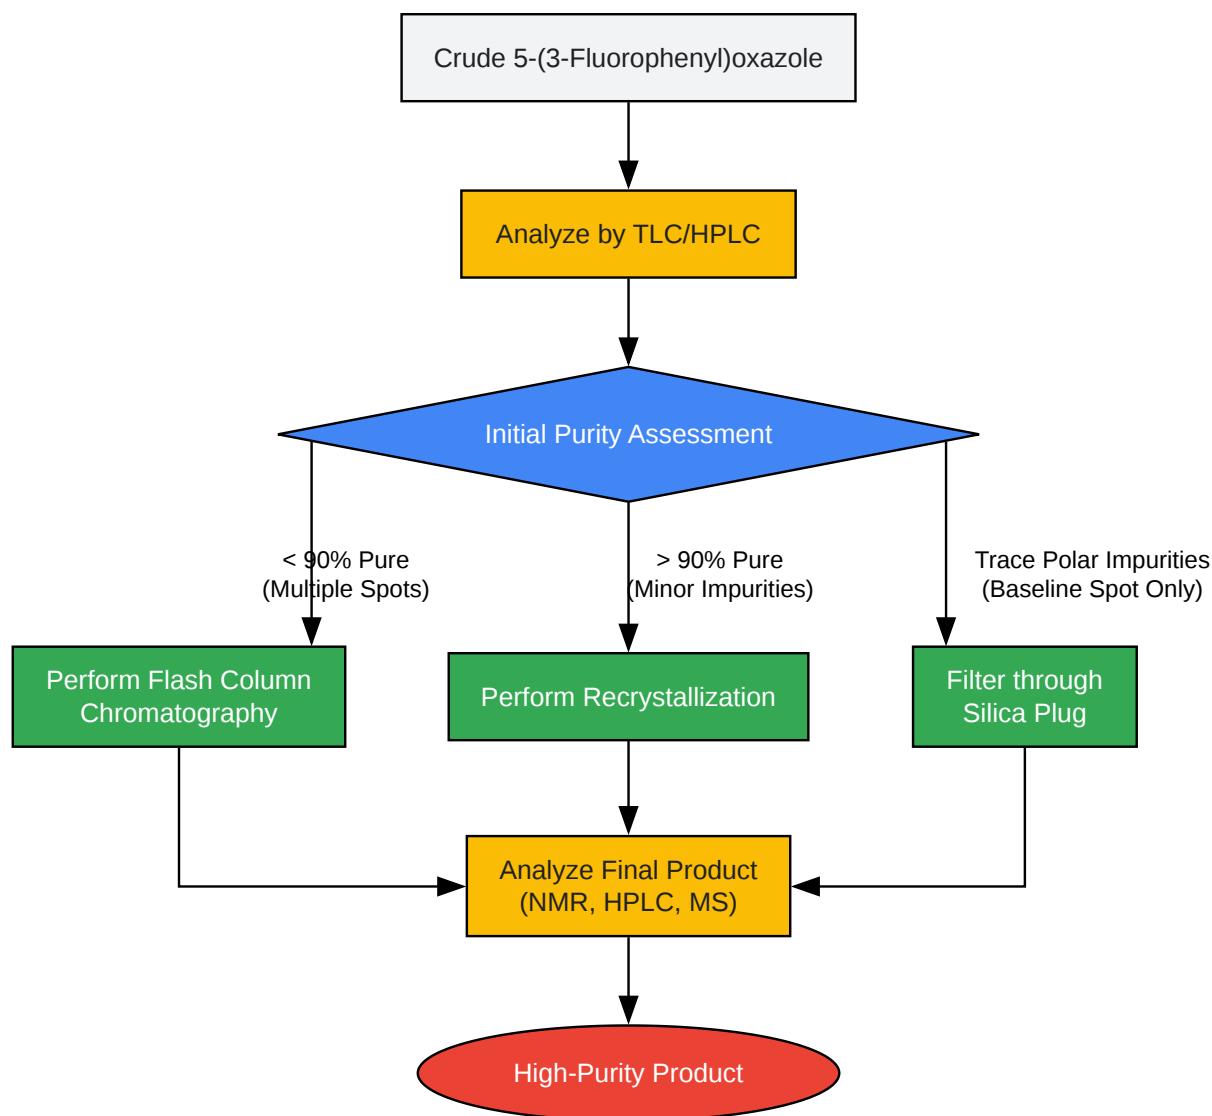 Crude 5-(3-Fluorophenyl)oxazole
Analyze by TLC/HPLC
Initial Purity Assessment
< 90% Pure
(Multiple Spots)
> 90% Pure
(Minor Impurities)
Trace Polar Impurities
(Baseline Spot Only)
Perform Flash Column
Chromatography
Perform Recrystallization
Filter through
Silica Plug
Analyze Final Product
(NMR, HPLC, MS)
High-Purity Product